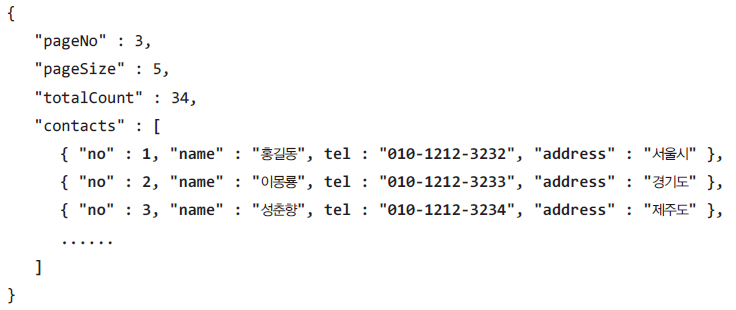 {
"pageNo" : 3,
"pageSize" : 5,
"totalCount" : 34,
"contacts" : [
{ "no" : 1, "name" : "홍길동", tel : "010-1212-3232", "address" : "서울시" },
{ "no" : 2, "name" : "이몽룡", tel : "010-1212-3233", "address" : "경기도" },
{ "no" : 3, "name" : "성춘향", tel : "010-1212-3234", "address" : "제주도" },
......
]
}